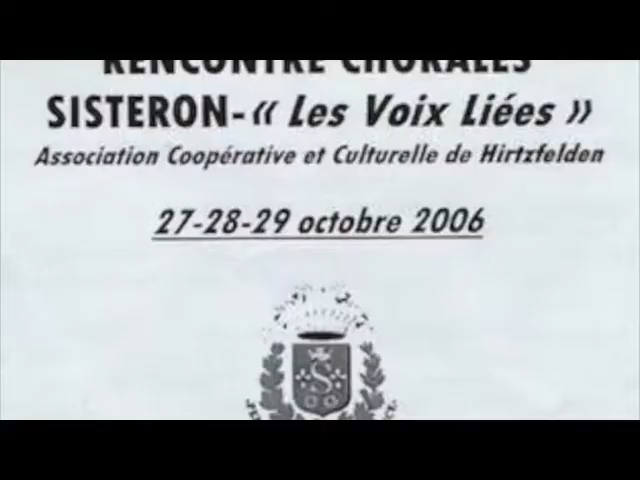 RENCONTRE CHORALES
SISTERON-« Les Voix Liées »
Association Coopérative et Culturelle de Hirtzfelden
27-28-29 octobre 2006
S